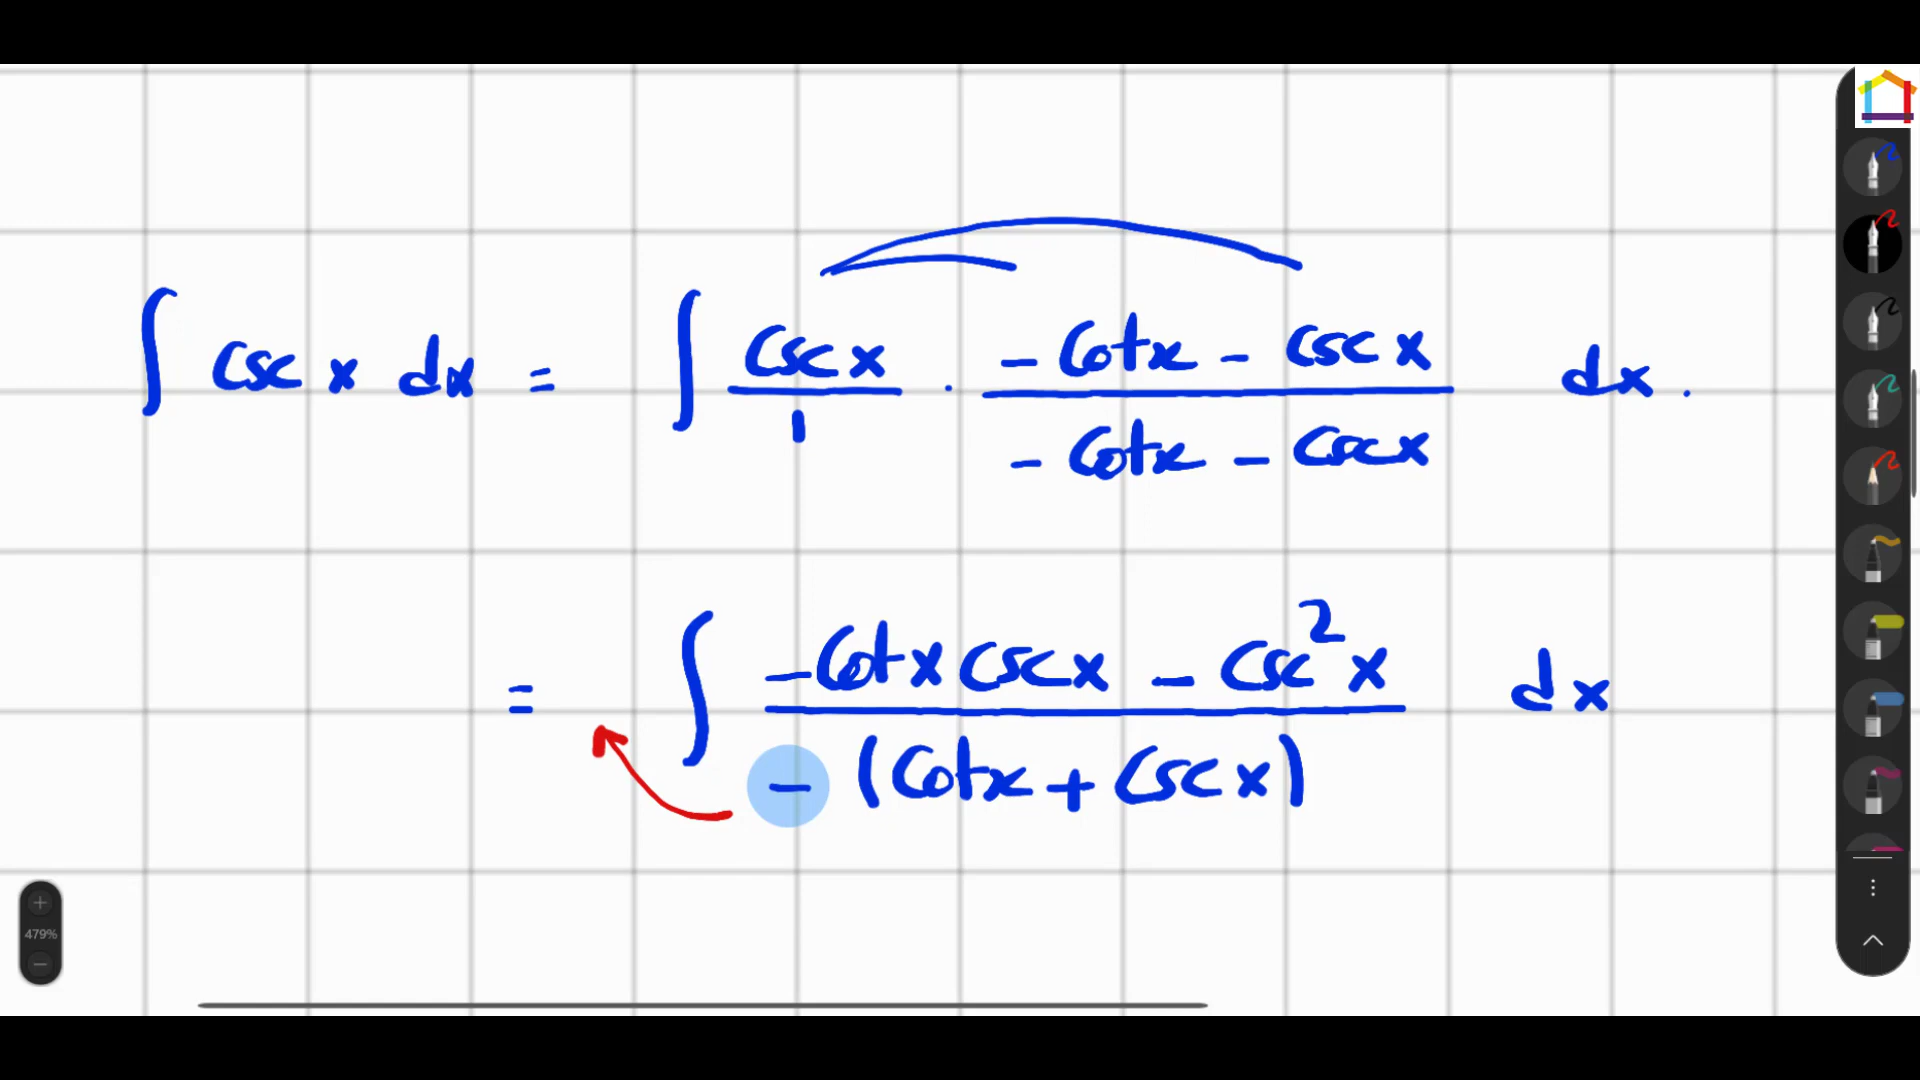 ∫ csc x dx = ∫ csc x / 1 · (- cot x - csc x) / (- cot x - csc x) dx .
= ∫ (- cot x csc x - csc² x) / (- (cot x + csc x)) dx
479%